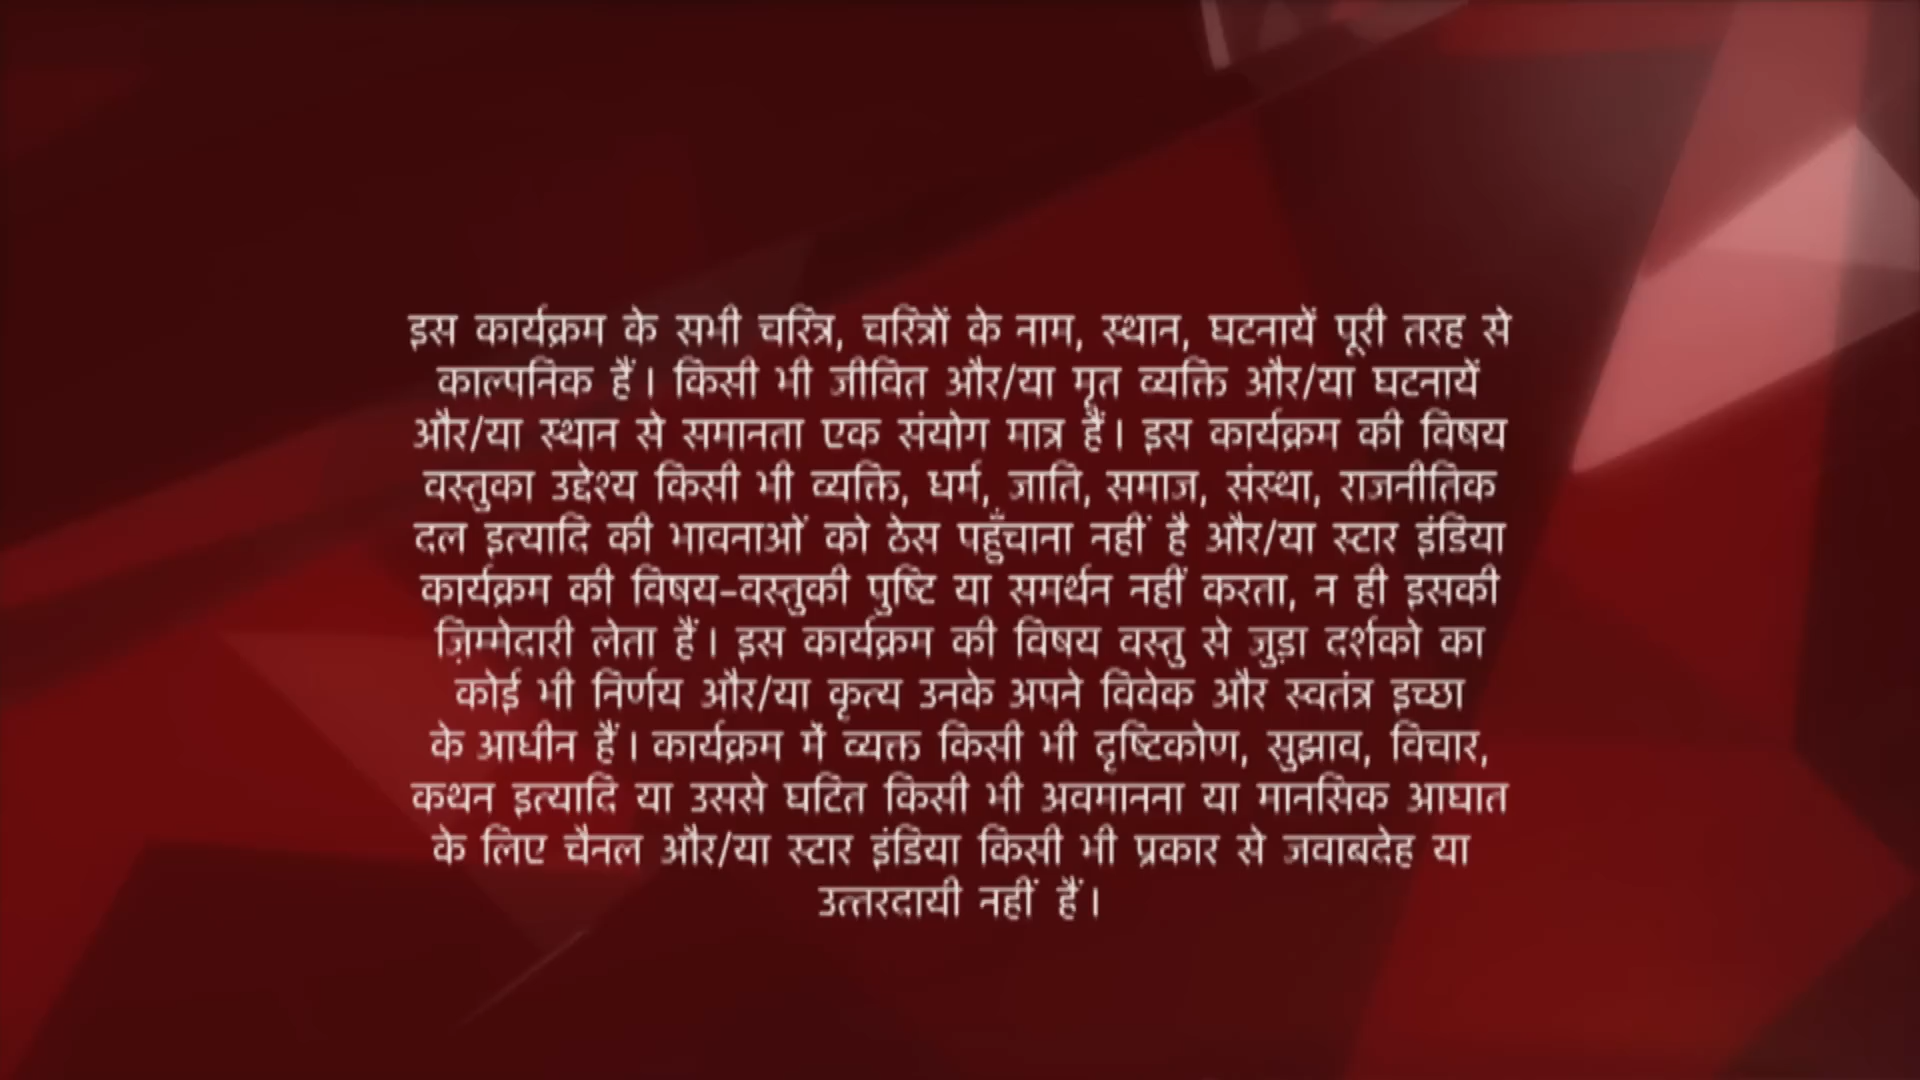 इस कार्यक्रम के सभी चरित्र, चरित्रों के नाम, स्थान, घटनायें पूरी तरह से
काल्पनिक हैं। किसी भी जीवित और/या मृत व्यक्ति और/या घटनायें
और/या स्थान से समानता एक संयोग मात्र हैं। इस कार्यक्रम की विषय
वस्तुका उद्देश्य किसी भी व्यक्ति, धर्म, जाति, समाज, संस्था, राजनीतिक
दल इत्यादि की भावनाओं को ठेस पहुँचाना नहीं है और/या स्टार इंडिया
कार्यक्रम की विषय-वस्तुकी पुष्टि या समर्थन नहीं करता, न ही इसकी
ज़िम्मेदारी लेता हैं। इस कार्यक्रम की विषय वस्तु से जुड़ा दर्शको का
कोई भी निर्णय और/या कृत्य उनके अपने विवेक और स्वतंत्र इच्छा
के आधीन हैं। कार्यक्रम में व्यक्त किसी भी दृष्टिकोण, सुझाव, विचार,
कथन इत्यादि या उससे घटित किसी भी अवमानना या मानसिक आघात
के लिए चैनल और/या स्टार इंडिया किसी भी प्रकार से जवाबदेह या
उत्तरदायी नहीं हैं।